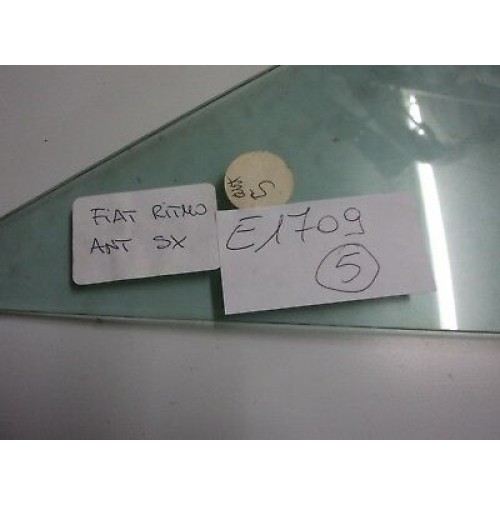 FIAT RITMO
ANT SX
E1709
5